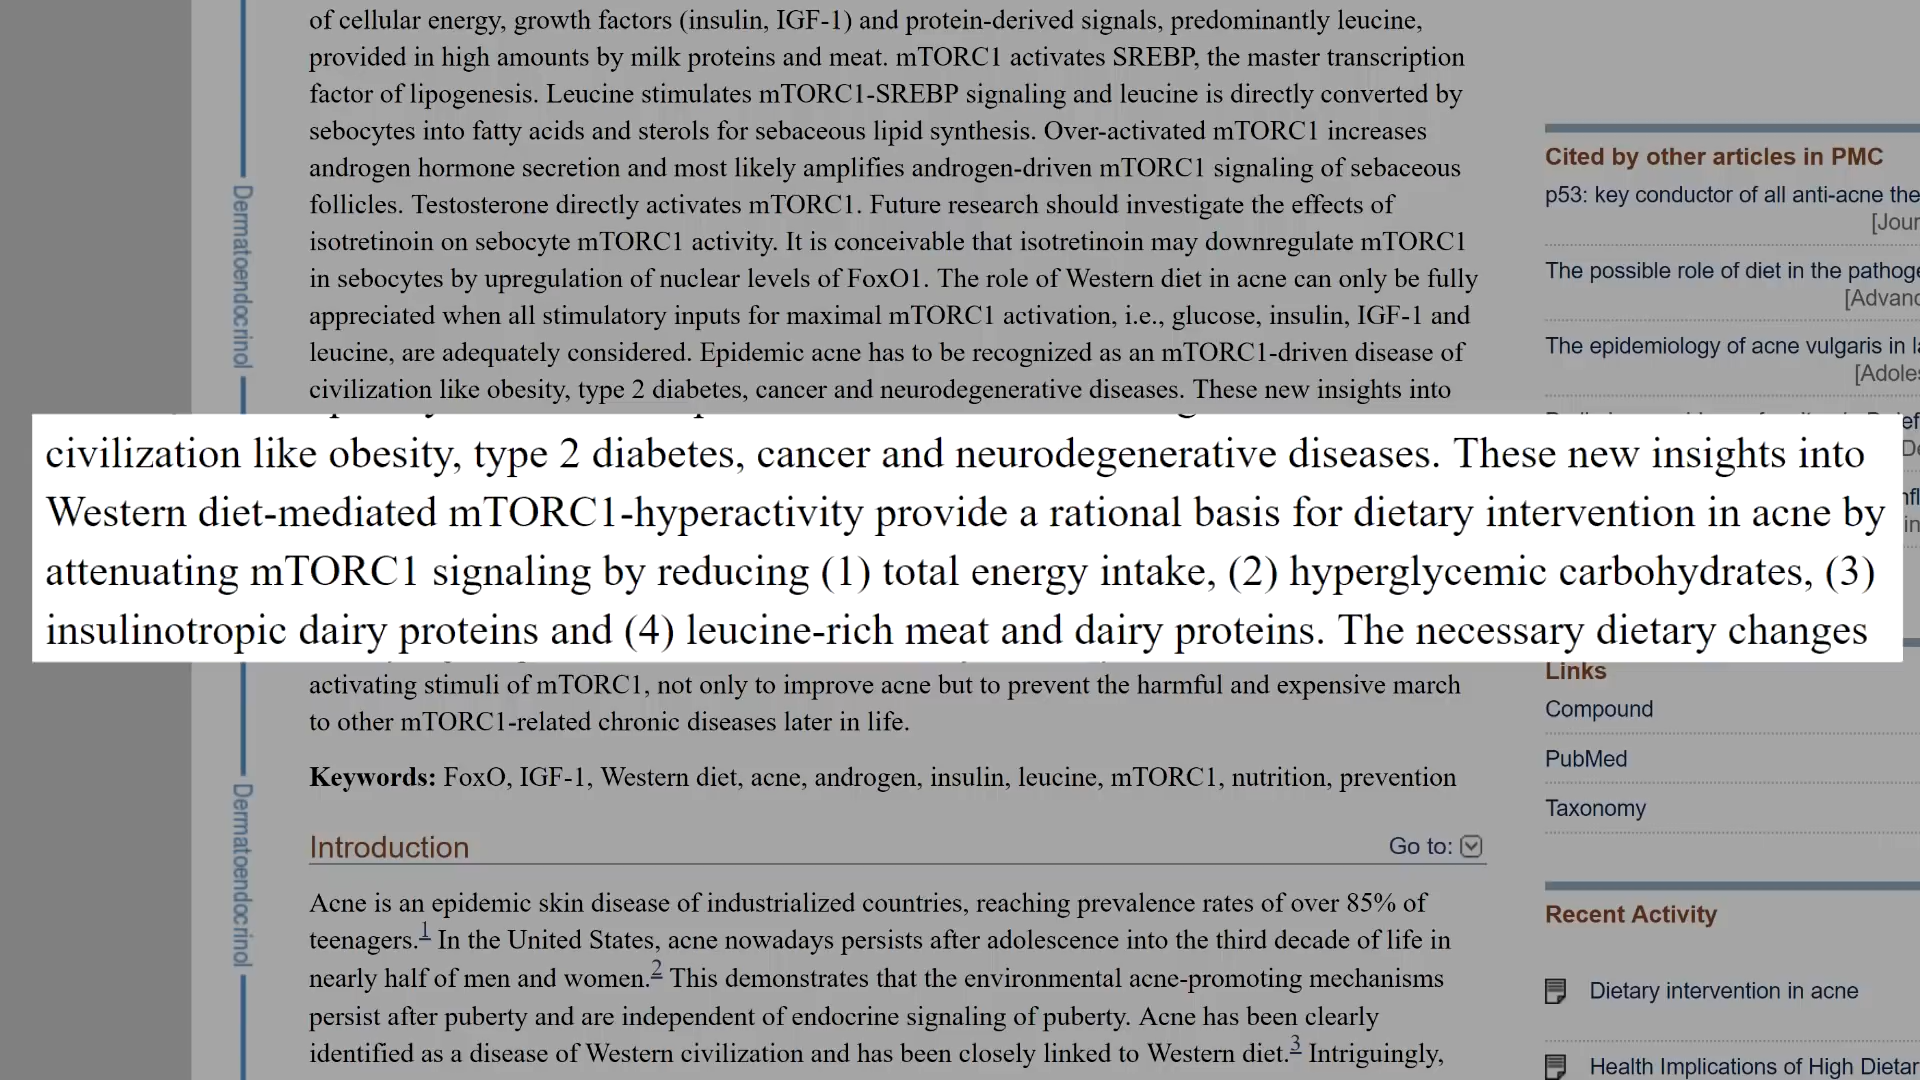 of cellular energy, growth factors (insulin, IGF-1) and protein-derived signals, predominantly leucine,
provided in high amounts by milk proteins and meat. mTORC1 activates SREBP, the master transcription
factor of lipogenesis. Leucine stimulates mTORC1-SREBP signaling and leucine is directly converted by
sebocytes into fatty acids and sterols for sebaceous lipid synthesis. Over-activated mTORC1 increases
androgen hormone secretion and most likely amplifies androgen-driven mTORC1 signaling of sebaceous
follicles. Testosterone directly activates mTORC1. Future research should investigate the effects of
isotretinoin on sebocyte mTORC1 activity. It is conceivable that isotretinoin may downregulate mTORC1
in sebocytes by upregulation of nuclear levels of FoxO1. The role of Western diet in acne can only be fully
appreciated when all stimulatory inputs for maximal mTORC1 activation, i.e., glucose, insulin, IGF-1 and
leucine, are adequately considered. Epidemic acne has to be recognized as an mTORC1-driven disease of
civilization like obesity, type 2 diabetes, cancer and neurodegenerative diseases. These new insights into
civilization like obesity, type 2 diabetes, cancer and neurodegenerative diseases. These new insights into
Western diet-mediated mTORC1-hyperactivity provide a rational basis for dietary intervention in acne by
attenuating mTORC1 signaling by reducing (1) total energy intake, (2) hyperglycemic carbohydrates, (3)
insulinotropic dairy proteins and (4) leucine-rich meat and dairy proteins. The necessary dietary changes
activating stimuli of mTORC1, not only to improve acne but to prevent the harmful and expensive march
to other mTORC1-related chronic diseases later in life.
Keywords: FoxO, IGF-1, Western diet, acne, androgen, insulin, leucine, mTORC1, nutrition, prevention
Introduction
Go to:
Acne is an epidemic skin disease of industrialized countries, reaching prevalence rates of over 85% of
teenagers.1 In the United States, acne nowadays persists after adolescence into the third decade of life in
nearly half of men and women.2 This demonstrates that the environmental acne-promoting mechanisms
persist after puberty and are independent of endocrine signaling of puberty. Acne has been clearly
identified as a disease of Western civilization and has been closely linked to Western diet.3 Intriguingly,
Dermatoendocrinol
Dermatoendocrinol
Cited by other articles in PMC
p53: key conductor of all anti-acne the
[Jour
The possible role of diet in the pathoge
[Advanc
The epidemiology of acne vulgaris in la
[Adoles
Links
Compound
PubMed
Taxonomy
Recent Activity
Dietary intervention in acne
Health Implications of High Dietar